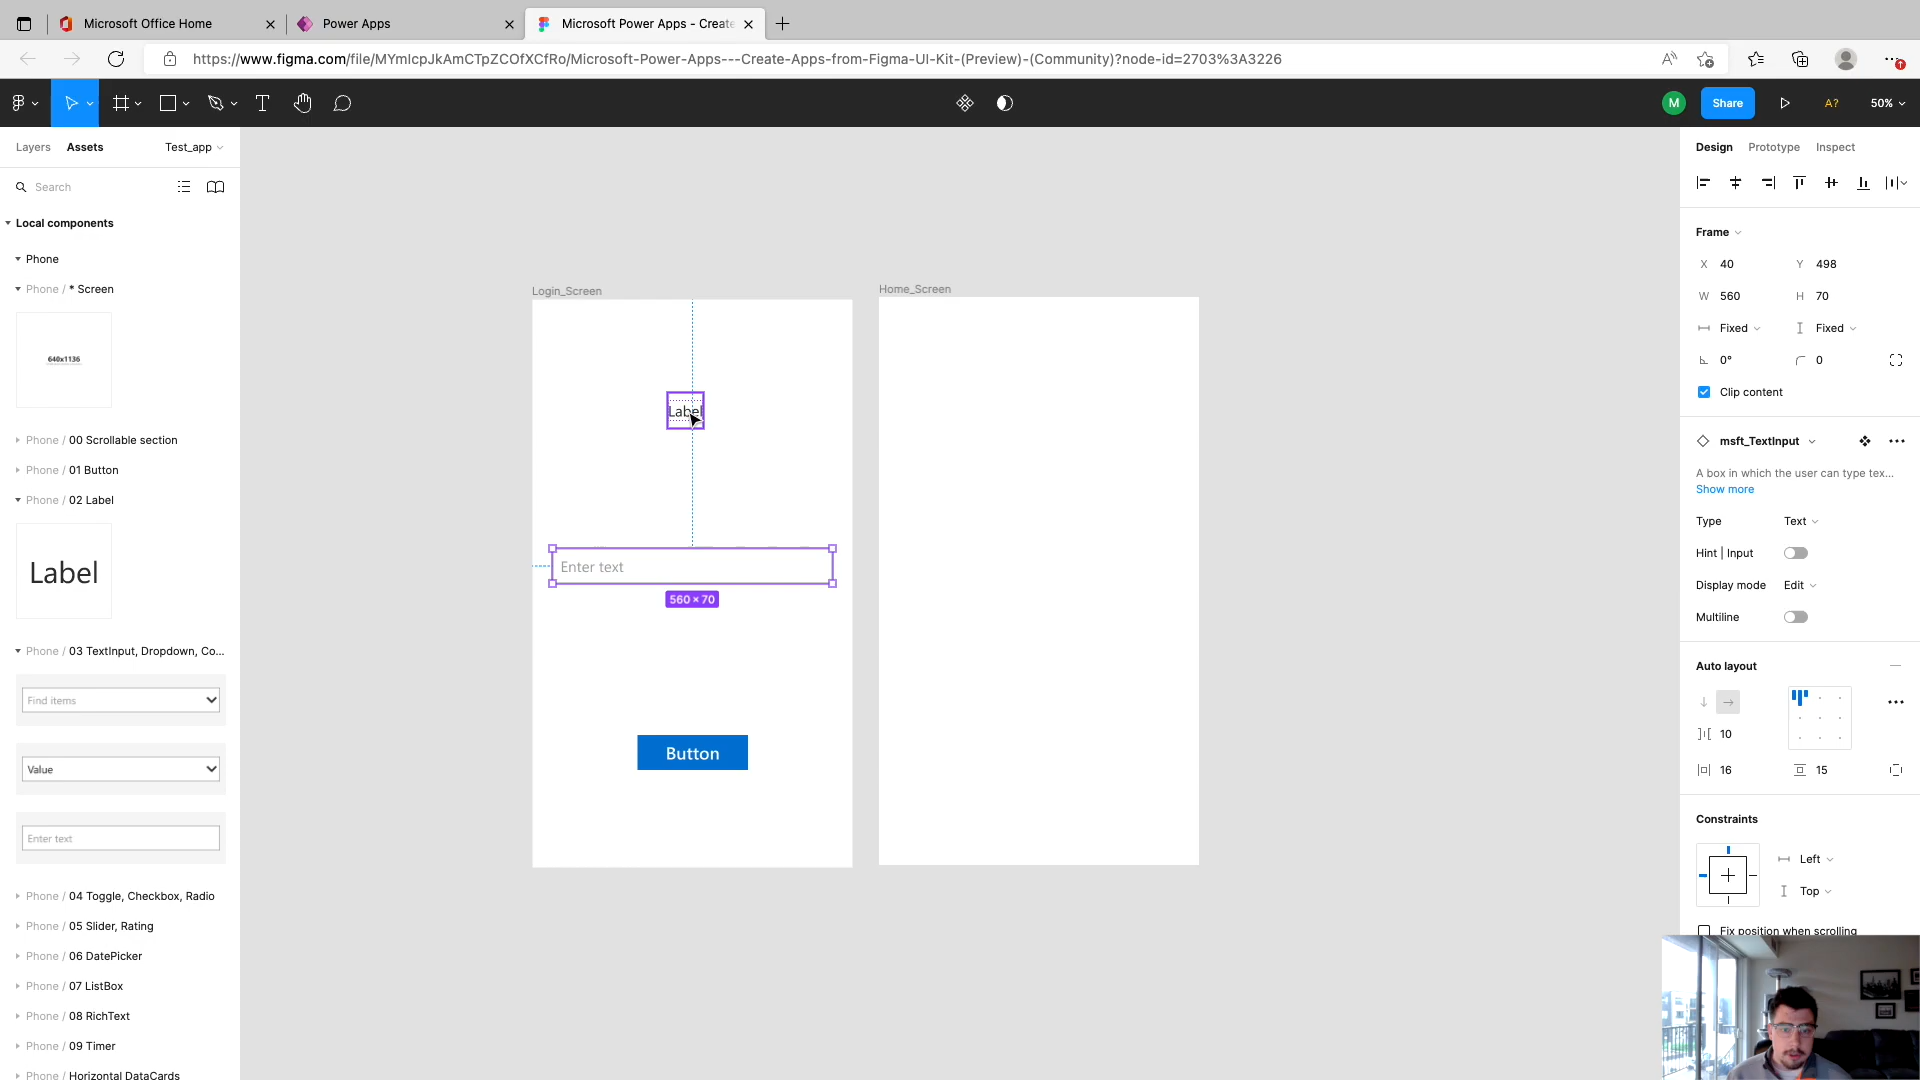 Microsoft Office Home
Power Apps
Microsoft Power Apps - Create
https://www.figma.com/file/MYmIcpJkAmCTpZCOfXCfRo/Microsoft-Power-Apps---Create-Apps-from-Figma-UI-Kit-(Preview)-(Community)?node-id=2703%3A3226
M
Share
A?
50%
Layers
Assets
Test_app
Design
Prototype
Inspect
Search
Local components
Phone
Phone / * Screen
640x1136
Phone / 00 Scrollable section
Phone / 01 Button
Phone / 02 Label
Label
Phone / 03 TextInput, Dropdown, Co...
Find items
Value
Enter text
Phone / 04 Toggle, Checkbox, Radio
Phone / 05 Slider, Rating
Phone / 06 DatePicker
Phone / 07 ListBox
Phone / 08 RichText
Phone / 09 Timer
Phone / Horizontal DataCards
Login_Screen
Label
Enter text
560 × 70
Button
Home_Screen
Frame
X 40 Y 498
W 560 H 70
Fixed Fixed
0° 0
Clip content
msft_TextInput
A box in which the user can type tex...
Show more
Type Text
Hint | Input
Display mode Edit
Multiline
Auto layout
10
16 15
Constraints
Left
Top
Fix position when scrolling